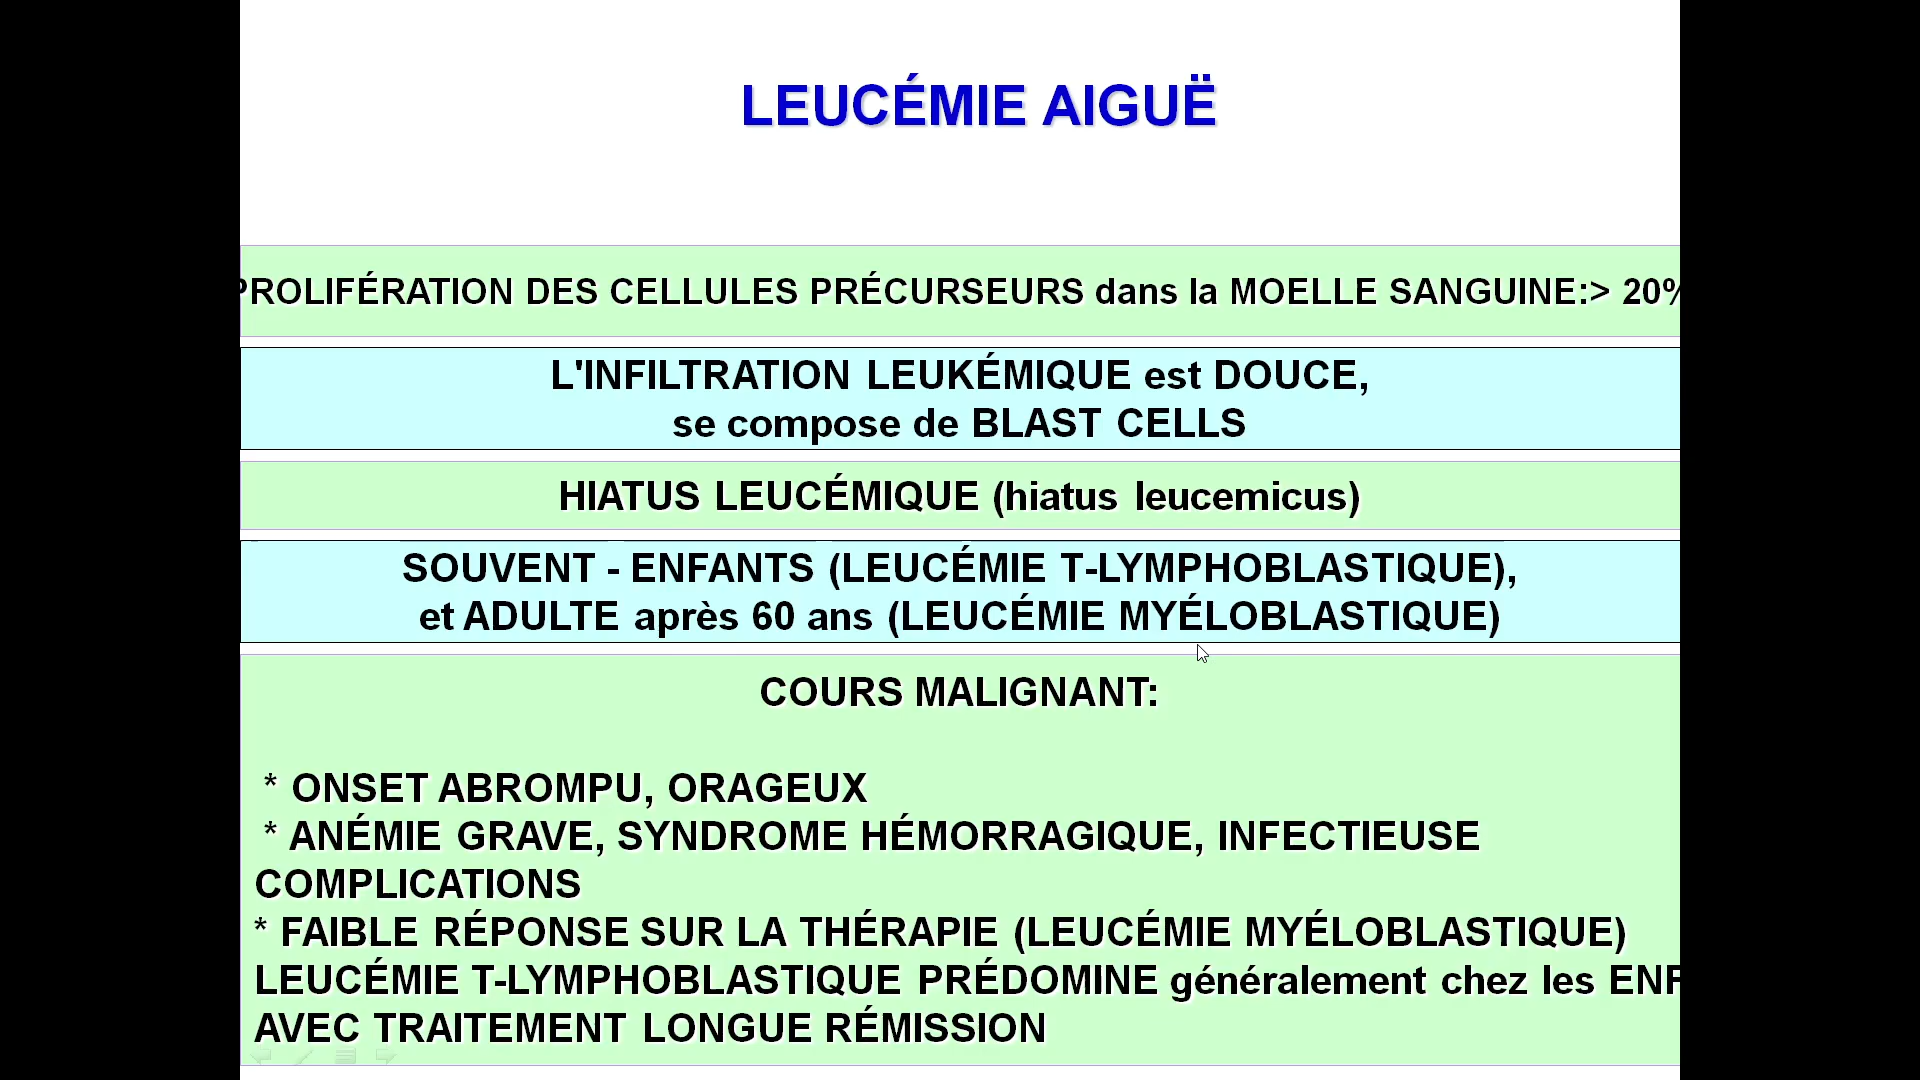 LEUCÉMIE AIGUË
PROLIFÉRATION DES CELLULES PRÉCURSEURS dans la MOELLE SANGUINE:> 20%
L'INFILTRATION LEUKÉMIQUE est DOUCE,
se compose de BLAST CELLS
HIATUS LEUCÉMIQUE (hiatus leucemicus)
SOUVENT - ENFANTS (LEUCÉMIE T-LYMPHOBLASTIQUE),
et ADULTE après 60 ans (LEUCÉMIE MYÉLOBLASTIQUE)
COURS MALIGNANT:
* ONSET ABROMPU, ORAGEUX
* ANÉMIE GRAVE, SYNDROME HÉMORRAGIQUE, INFECTIEUSE
COMPLICATIONS
* FAIBLE RÉPONSE SUR LA THÉRAPIE (LEUCÉMIE MYÉLOBLASTIQUE)
LEUCÉMIE T-LYMPHOBLASTIQUE PRÉDOMINE généralement chez les ENF
AVEC TRAITEMENT LONGUE RÉMISSION